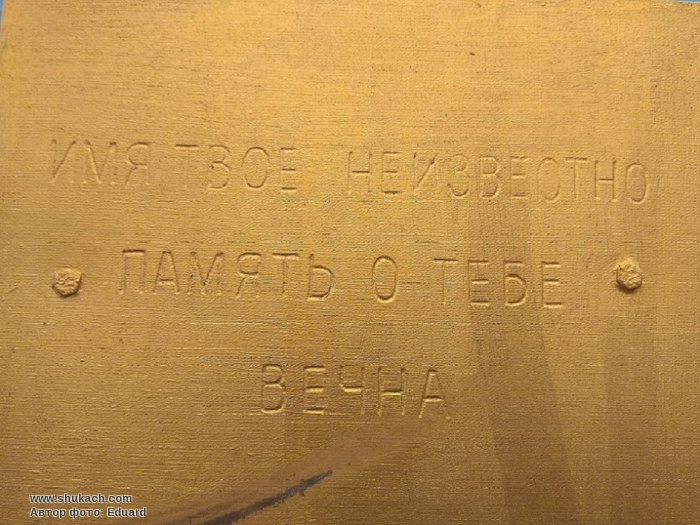 ИМЯ ТВОЕ НЕИЗВЕСТНО
ПАМЯТЬ О ТЕБЕ
ВЕЧНА
www.shukach.com
Автор фото: Eduard